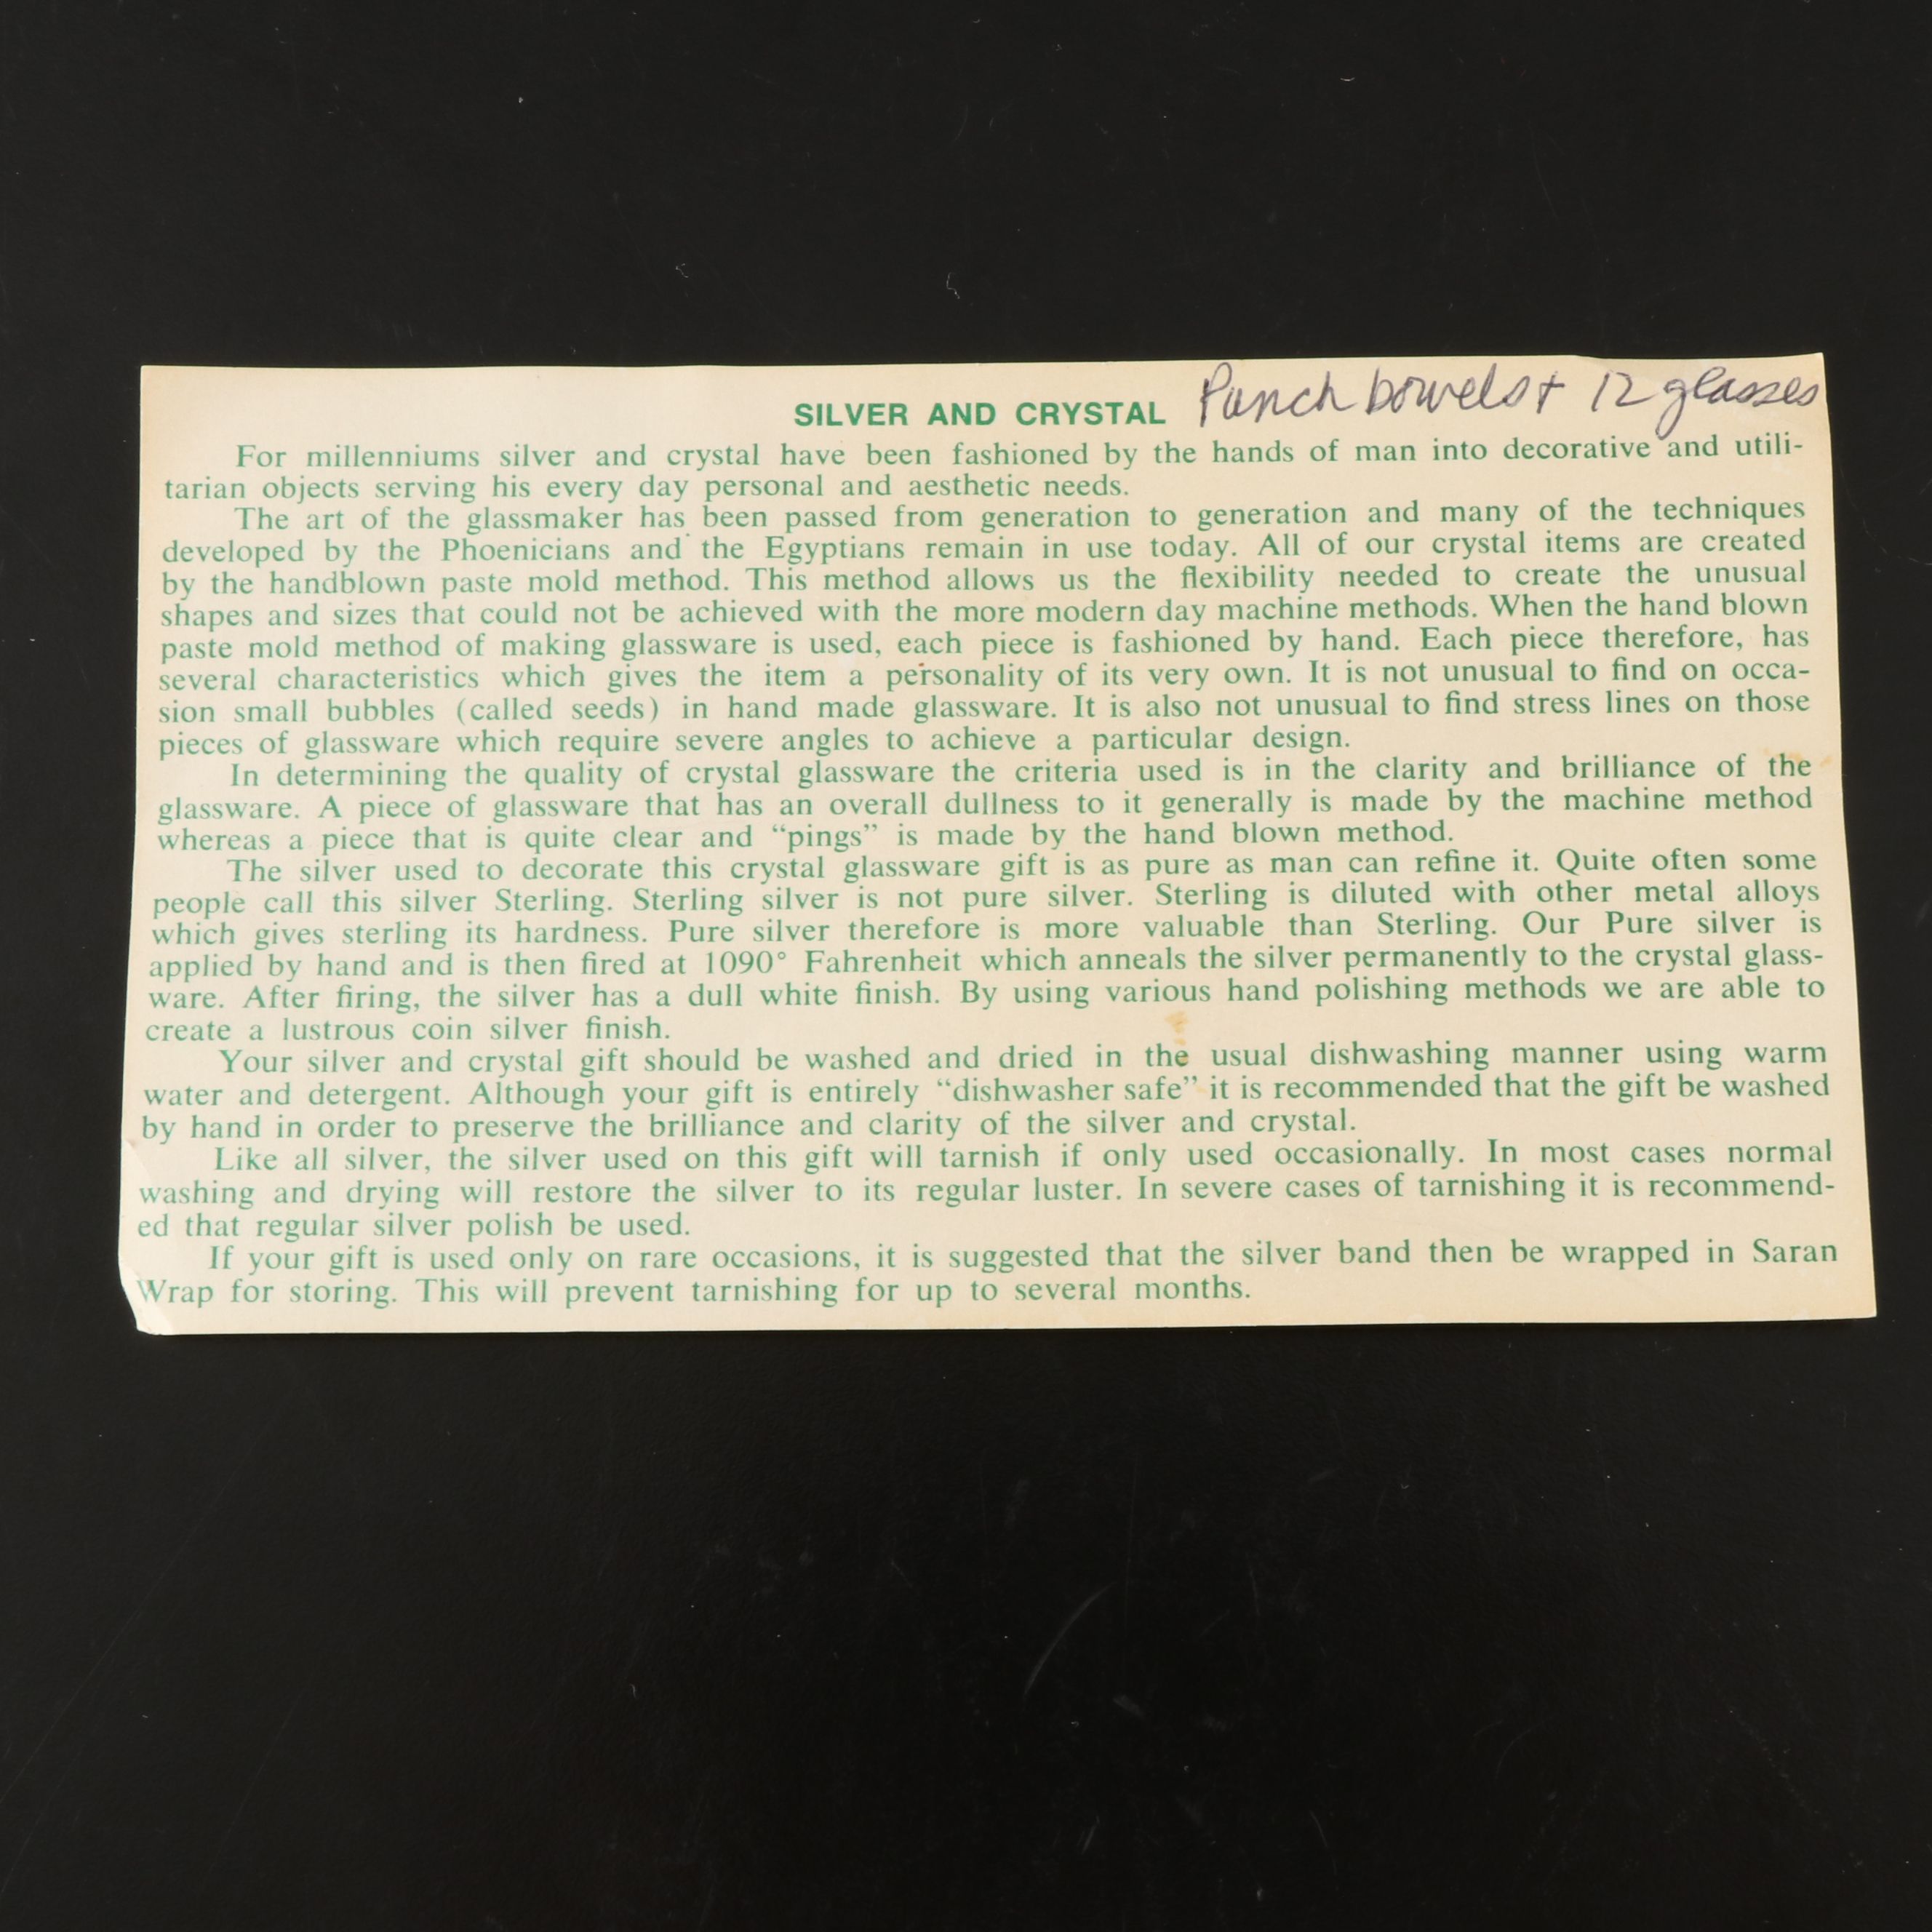 SILVER AND CRYSTAL Punch bowels + 12 glasses
For millenniums silver and crystal have been fashioned by the hands of man into decorative and utili-
tarian objects serving his every day personal and aesthetic needs.
The art of the glassmaker has been passed from generation to generation and many of the techniques
developed by the Phoenicians and the Egyptians remain in use today. All of our crystal items are created
by the handblown paste mold method. This method allows us the flexibility needed to create the unusual
shapes and sizes that could not be achieved with the more modern day machine methods. When the hand blown
paste mold method of making glassware is used, each piece is fashioned by hand. Each piece therefore, has
several characteristics which gives the item a personality of its very own. It is not unusual to find on occa-
sion small bubbles (called seeds) in hand made glassware. It is also not unusual to find stress lines on those
pieces of glassware which require severe angles to achieve a particular design.
In determining the quality of crystal glassware the criteria used is in the clarity and brilliance of the
glassware. A piece of glassware that has an overall dullness to it generally is made by the machine method
whereas a piece that is quite clear and “pings” is made by the hand blown method.
The silver used to decorate this crystal glassware gift is as pure as man can refine it. Quite often some
people call this silver Sterling. Sterling silver is not pure silver. Sterling is diluted with other metal alloys
which gives sterling its hardness. Pure silver therefore is more valuable than Sterling. Our Pure silver is
applied by hand and is then fired at 1090° Fahrenheit which anneals the silver permanently to the crystal glass-
ware. After firing, the silver has a dull white finish. By using various hand polishing methods we are able to
create a lustrous coin silver finish.
Your silver and crystal gift should be washed and dried in the usual dishwashing manner using warm
water and detergent. Although your gift is entirely “dishwasher safe” it is recommended that the gift be washed
by hand in order to preserve the brilliance and clarity of the silver and crystal.
Like all silver, the silver used on this gift will tarnish if only used occasionally. In most cases normal
washing and drying will restore the silver to its regular luster. In severe cases of tarnishing it is recommend-
ed that regular silver polish be used.
If your gift is used only on rare occasions, it is suggested that the silver band then be wrapped in Saran
Wrap for storing. This will prevent tarnishing for up to several months.